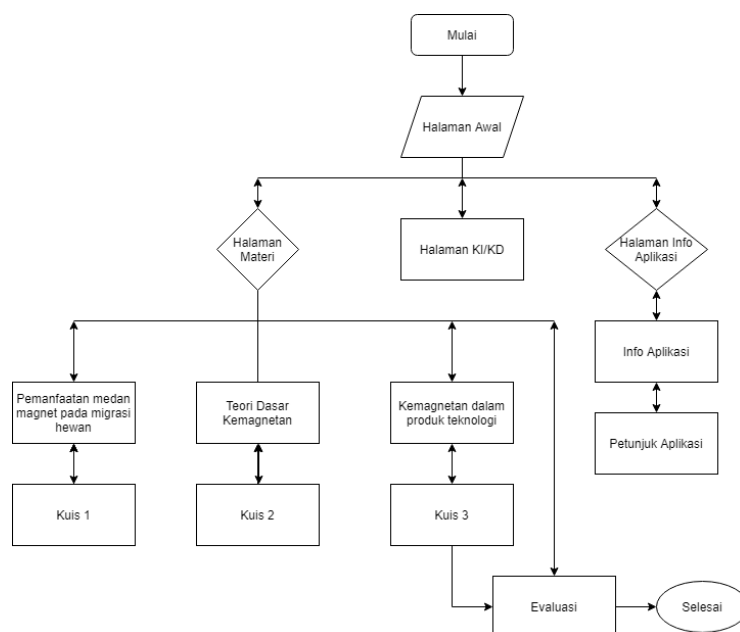 Mulai
Halaman Awal
Halaman
Materi
Halaman KI/KD
Halaman Info
Aplikasi
Info Aplikasi
Pemanfaatan medan
magnet pada migrasi
hewan
Teori Dasar
Kemagnetan
Kemagnetan dalam
produk teknologi
Petunjuk Aplikasi
Kuis 1
Kuis 2
Kuis 3
Evaluasi
Selesai